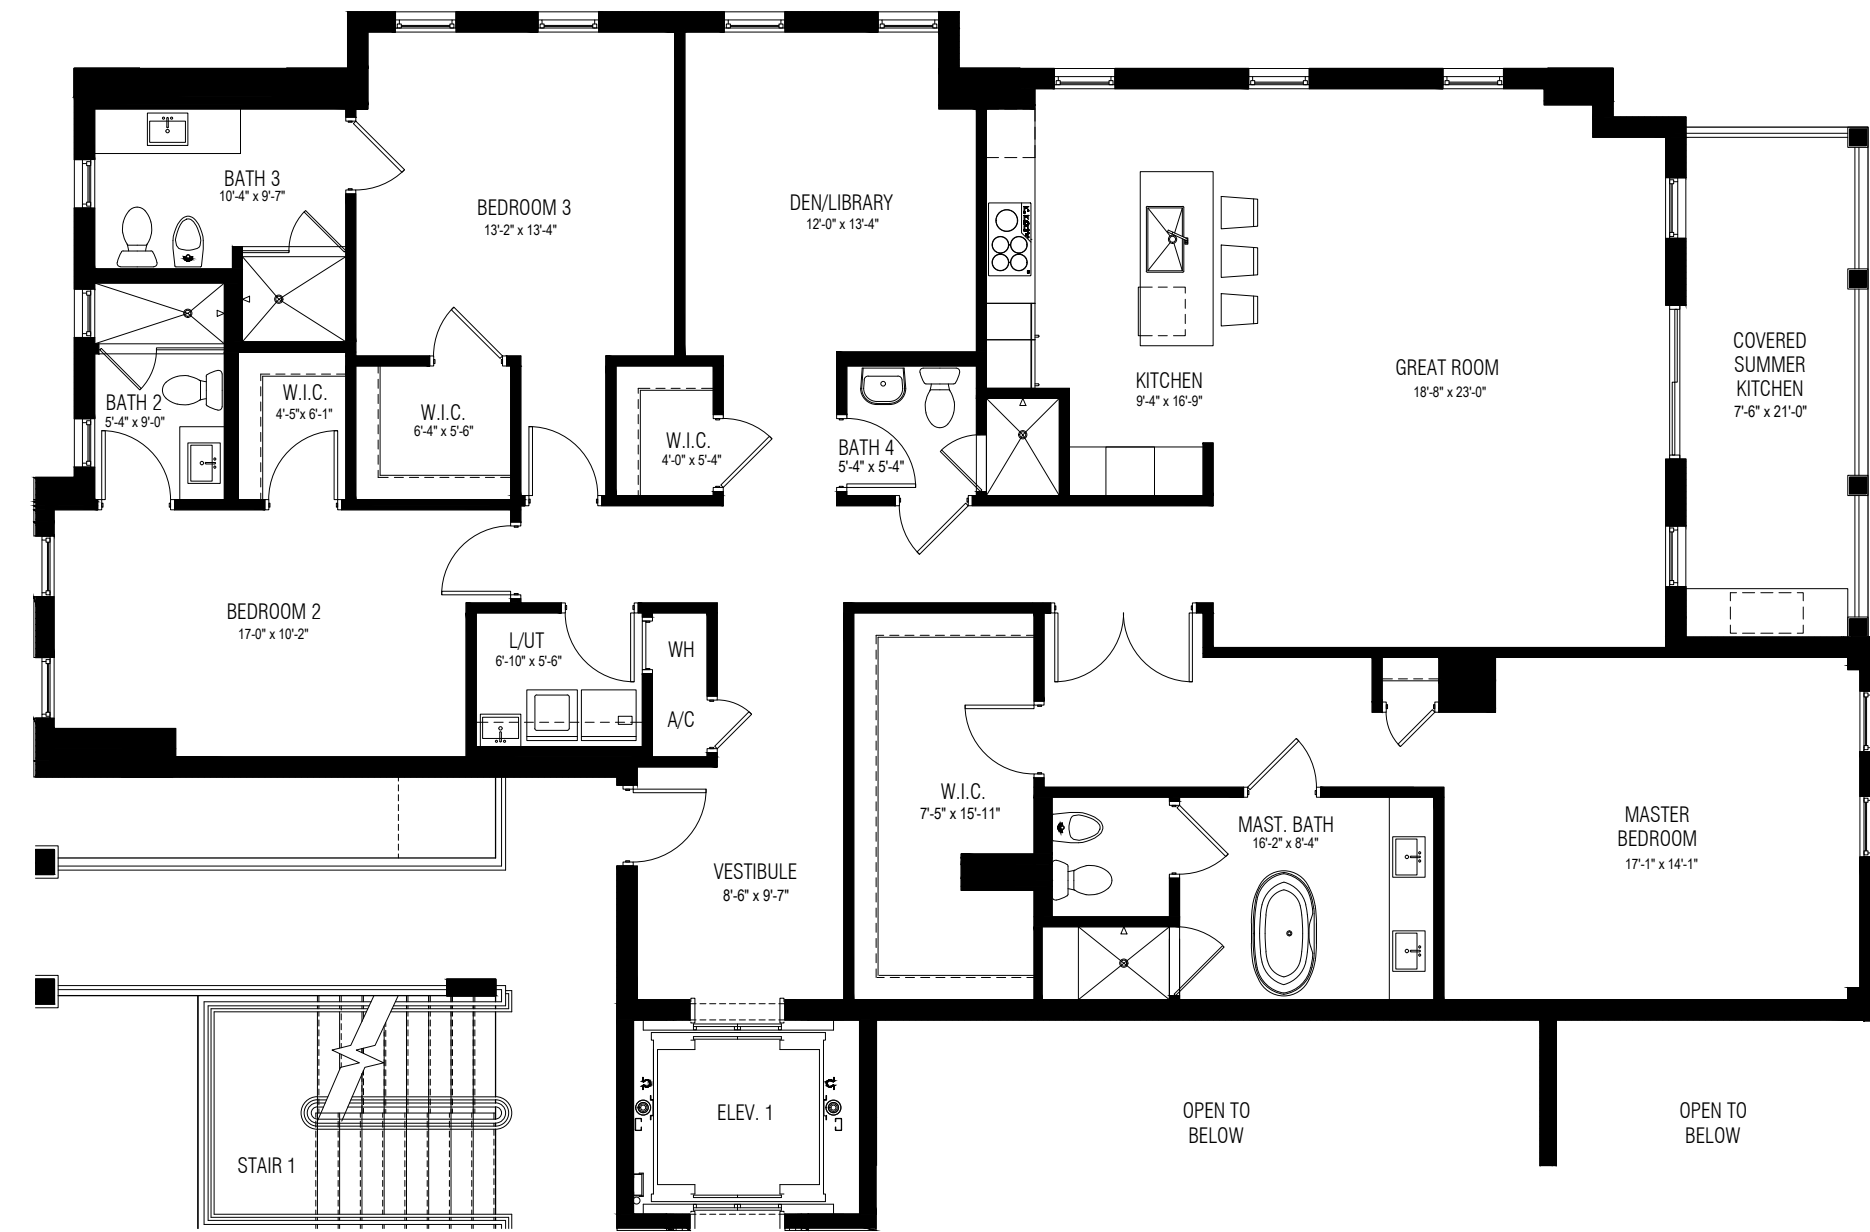 BATH 3
10'-4" x 9'-7"
BEDROOM 3
13'-2" x 13'-4"
DEN/LIBRARY
12'-0" x 13'-4"
KITCHEN
9'-4" x 16'-9"
GREAT ROOM
18'-8" x 23'-0"
COVERED
SUMMER
KITCHEN
7'-6" x 21'-0"
BATH 2
5'-4" x 9'-0"
W.I.C.
4'-5"x 6'-1"
W.I.C.
6'-4" x 5'-6"
W.I.C.
4'-0" x 5'-4"
BATH 4
5'-4" x 5'-4"
BEDROOM 2
17'-0" x 10'-2"
L/UT
6'-10" x 5'-6"
WH
A/C
VESTIBULE
8'-6" x 9'-7"
W.I.C.
7'-5" x 15'-11"
MAST. BATH
16'-2" x 8'-4"
MASTER
BEDROOM
17'-1" x 14'-1"
STAIR 1
ELEV. 1
OPEN TO
BELOW
OPEN TO
BELOW